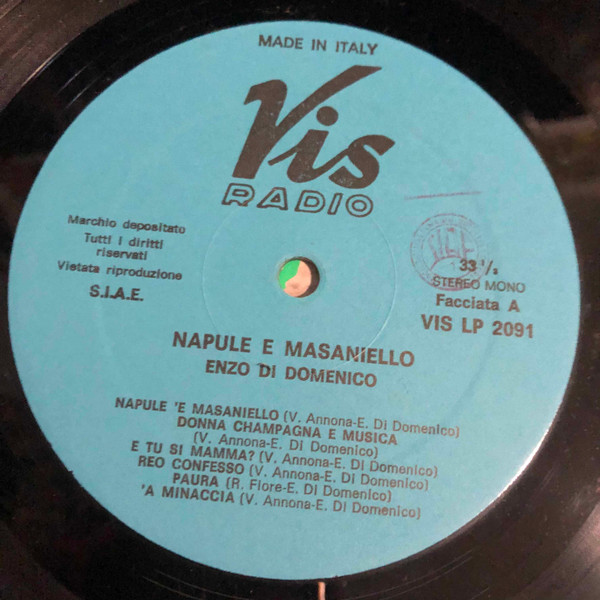 MADE IN ITALY
Vis
RADIO
Marchio depositato
Tutti i diritti
riservati
Vietata riproduzione
S.I.A.E.
33 1/3
STEREO MONO
Facciata A
VIS LP 2091
NAPULE E MASANIELLO
ENZO DI DOMENICO
NAPULE 'E MASANIELLO (V. Annona-E. Di Domenico)
DONNA CHAMPAGNA E MUSICA
(V. Annona-E. Di Domenico)
E TU SI MAMMA? (V. Annona-E. Di Domenico)
REO CONFESSO (V. Annona-E. Di Domenico)
PAURA (R. Fiore-E. Di Domenico)
'A MINACCIA (V. Annona-E. Di Domenico)